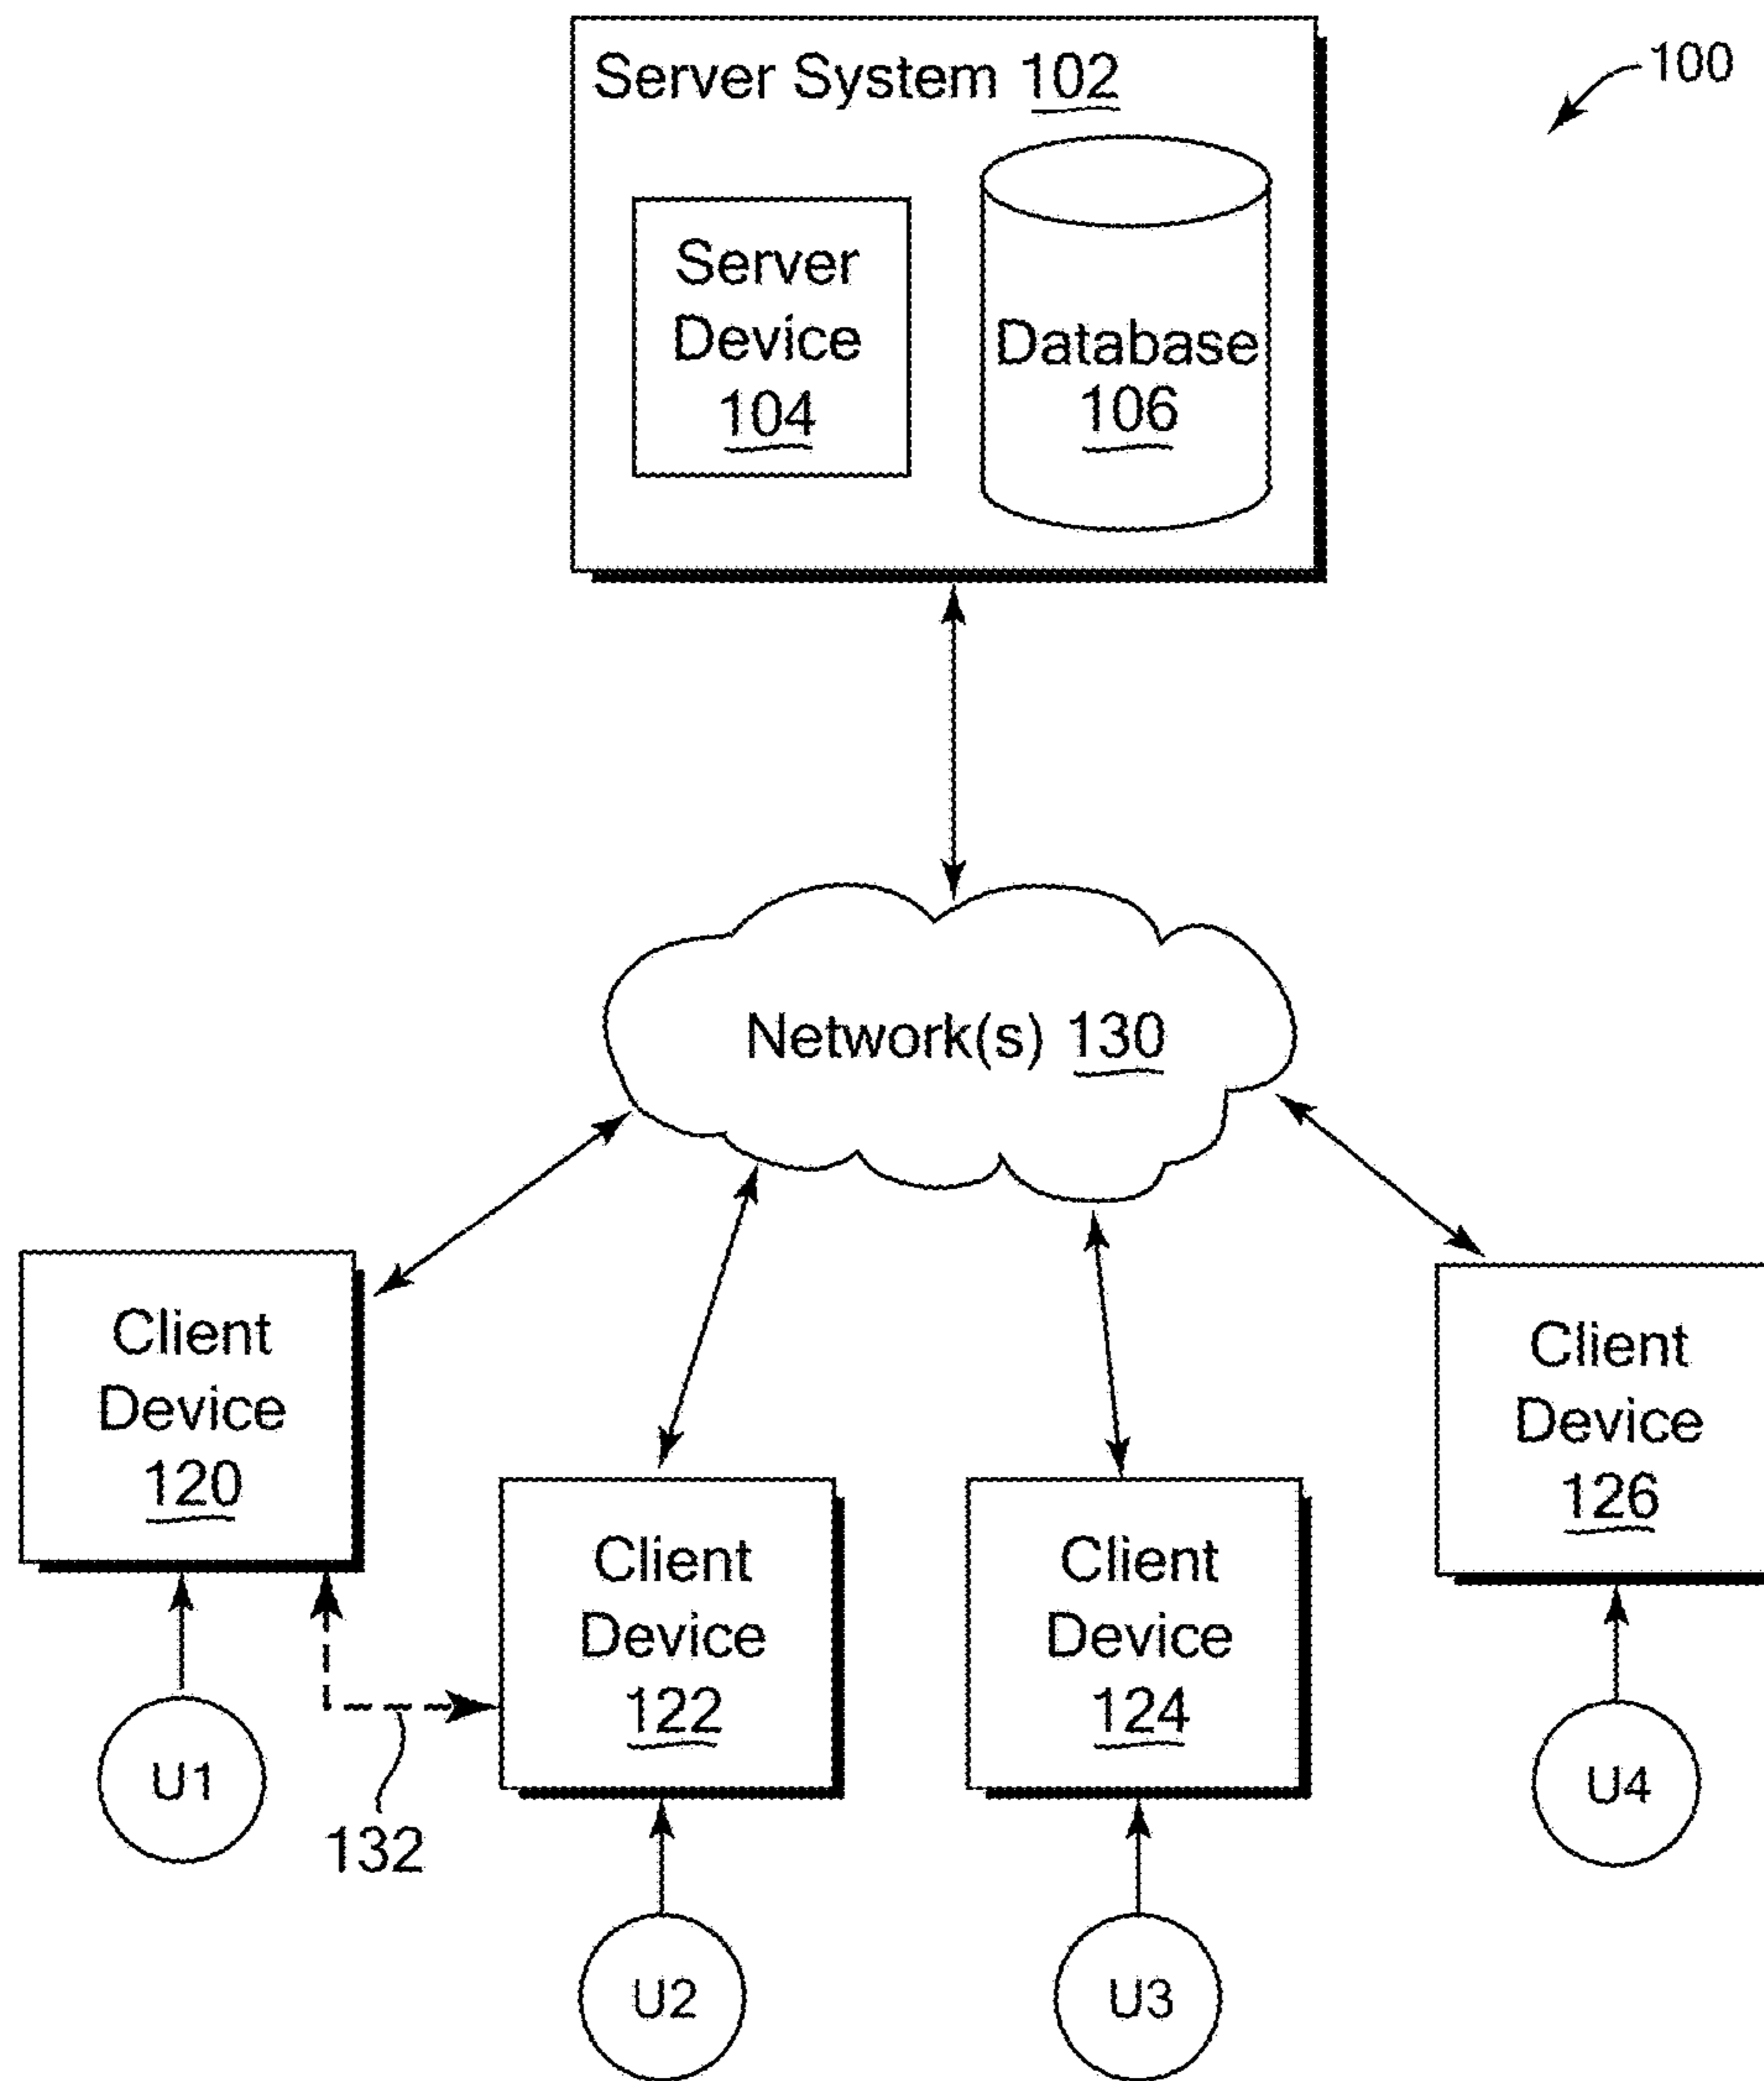 Server System 102
100
Server
Device
104
Database
106
Network(s) 130
Client
Device
120
Client
Device
122
Client
Device
124
Client
Device
126
U1
132
U2
U3
U4